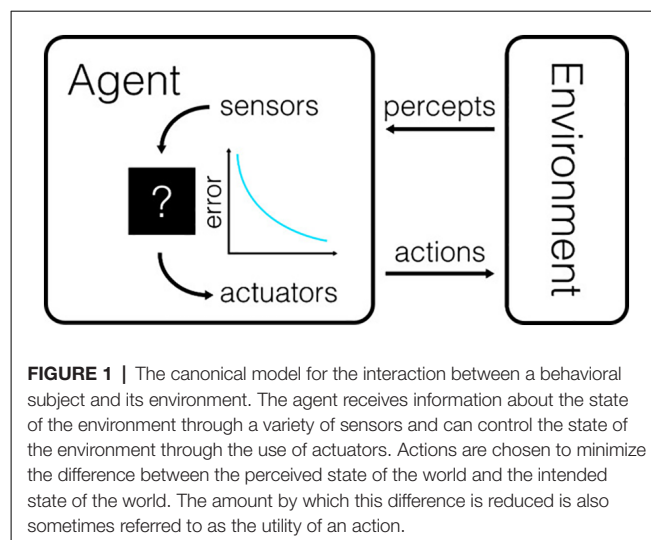 Agent
sensors
?
error
actuators
percepts
actions
Environment
FIGURE 1 | The canonical model for the interaction between a behavioral
subject and its environment. The agent receives information about the state
of the environment through a variety of sensors and can control the state of
the environment through the use of actuators. Actions are chosen to minimize
the difference between the perceived state of the world and the intended
state of the world. The amount by which this difference is reduced is also
sometimes referred to as the utility of an action.